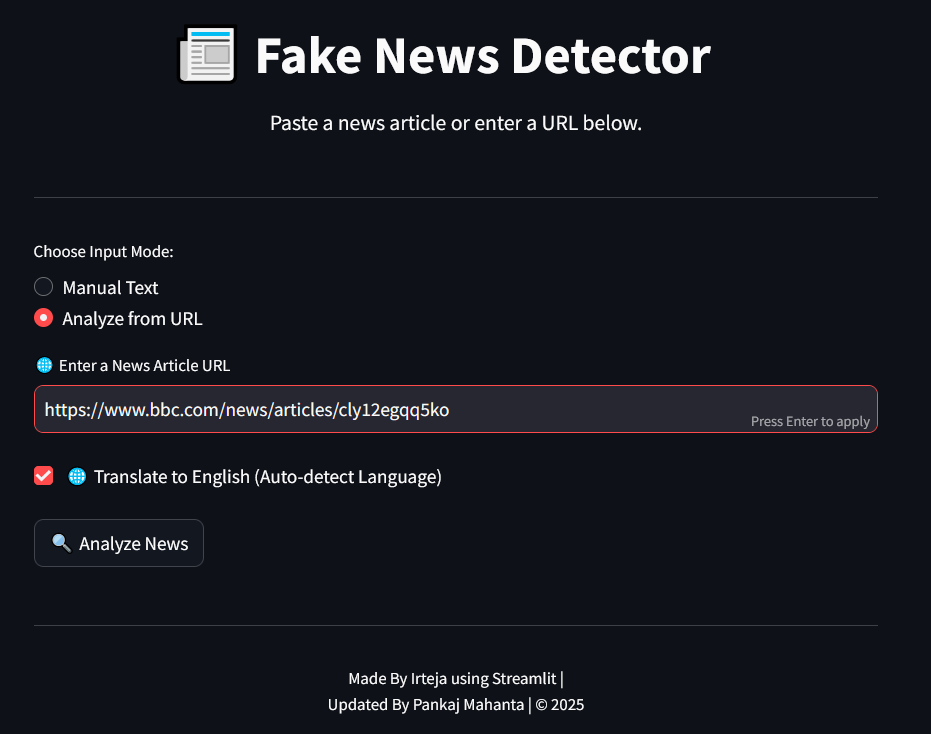 Fake News Detector
Paste a news article or enter a URL below.
Choose Input Mode:
Manual Text
Analyze from URL
Enter a News Article URL
https://www.bbc.com/news/articles/cly12egqq5ko
Press Enter to apply
Translate to English (Auto-detect Language)
Analyze News
Made By Irteja using Streamlit |
Updated By Pankaj Mahanta | © 2025